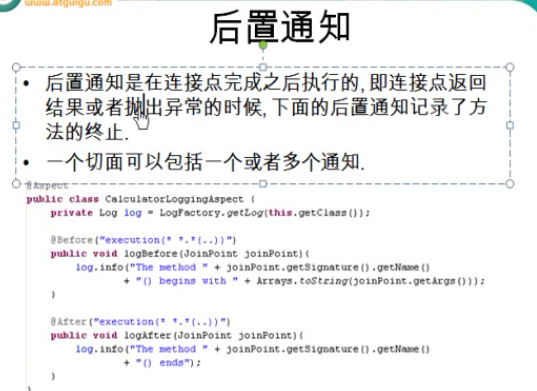 www.atguigu.com
后置通知
• 后置通知是在连接点完成之后执行的, 即连接点返回
结果或者抛出异常的时候, 下面的后置通知记录了方
法的终止.
• 一个切面可以包括一个或者多个通知.
@Aspect
public class CalculatorLoggingAspect {
private Log log = LogFactory.getLog(this.getClass());
@Before("execution(* *.*(..))")
public void logBefore(JoinPoint joinPoint){
log.info("The method " + joinPoint.getSignature().getName()
+ "() begins with " + Arrays.toString(joinPoint.getArgs()));
}
@After("execution(* *.*(..))")
public void logAfter(JoinPoint joinPoint){
log.info("The method " + joinPoint.getSignature().getName()
+ "() ends");
}
}